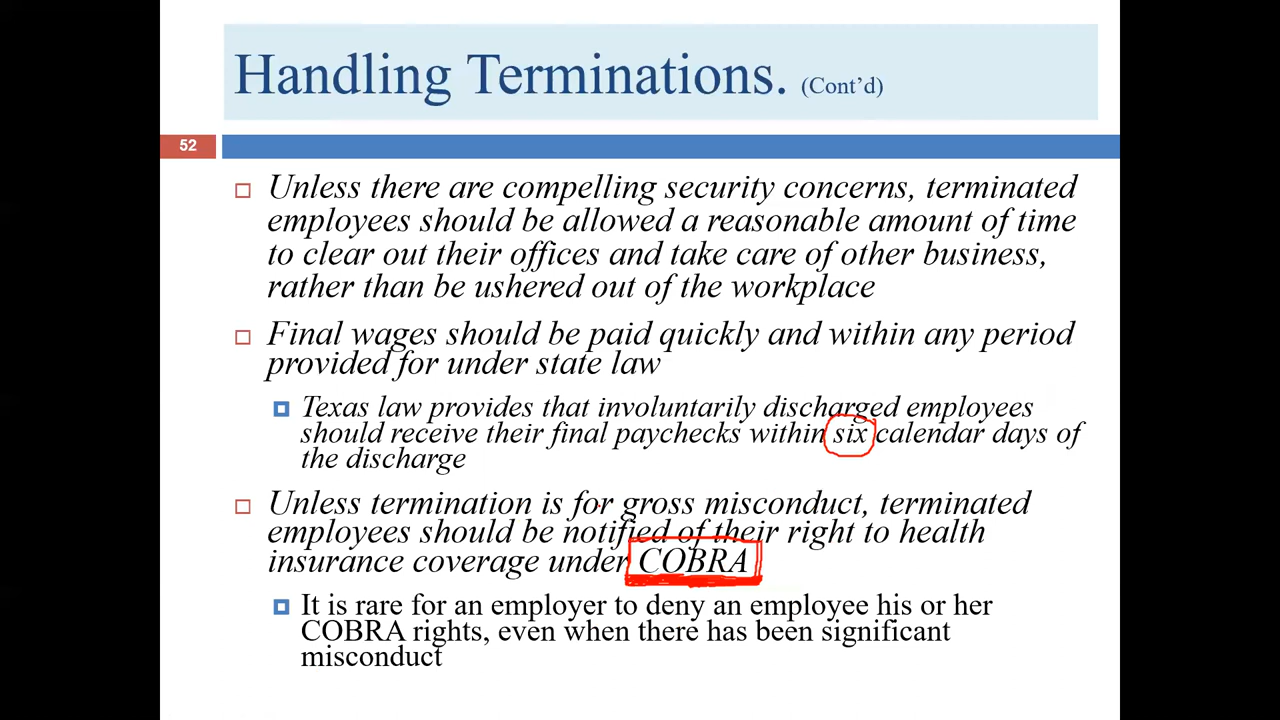 Handling Terminations. (Cont’d)
52
Unless there are compelling security concerns, terminated
employees should be allowed a reasonable amount of time
to clear out their offices and take care of other business,
rather than be ushered out of the workplace
Final wages should be paid quickly and within any period
provided for under state law
Texas law provides that involuntarily discharged employees
should receive their final paychecks within six calendar days of
the discharge
Unless termination is for gross misconduct, terminated
employees should be notified of their right to health
insurance coverage under COBRA
It is rare for an employer to deny an employee his or her
COBRA rights, even when there has been significant
misconduct